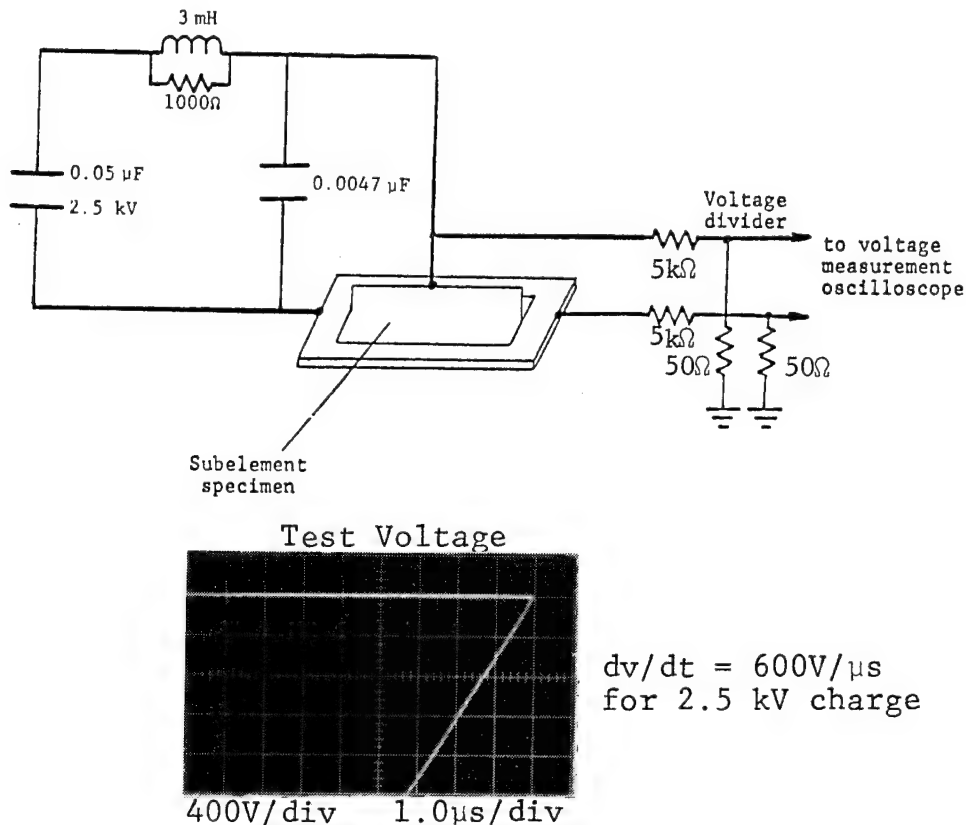 3 mH
1000Ω
0.05 µF
2.5 kV
0.0047 µF
Voltage
divider
to voltage
measurement
oscilloscope
5kΩ
5kΩ
50Ω
50Ω
Subelement
specimen
Test Voltage
dv/dt = 600V/µs
for 2.5 kV charge
400V/div 1.0µs/div